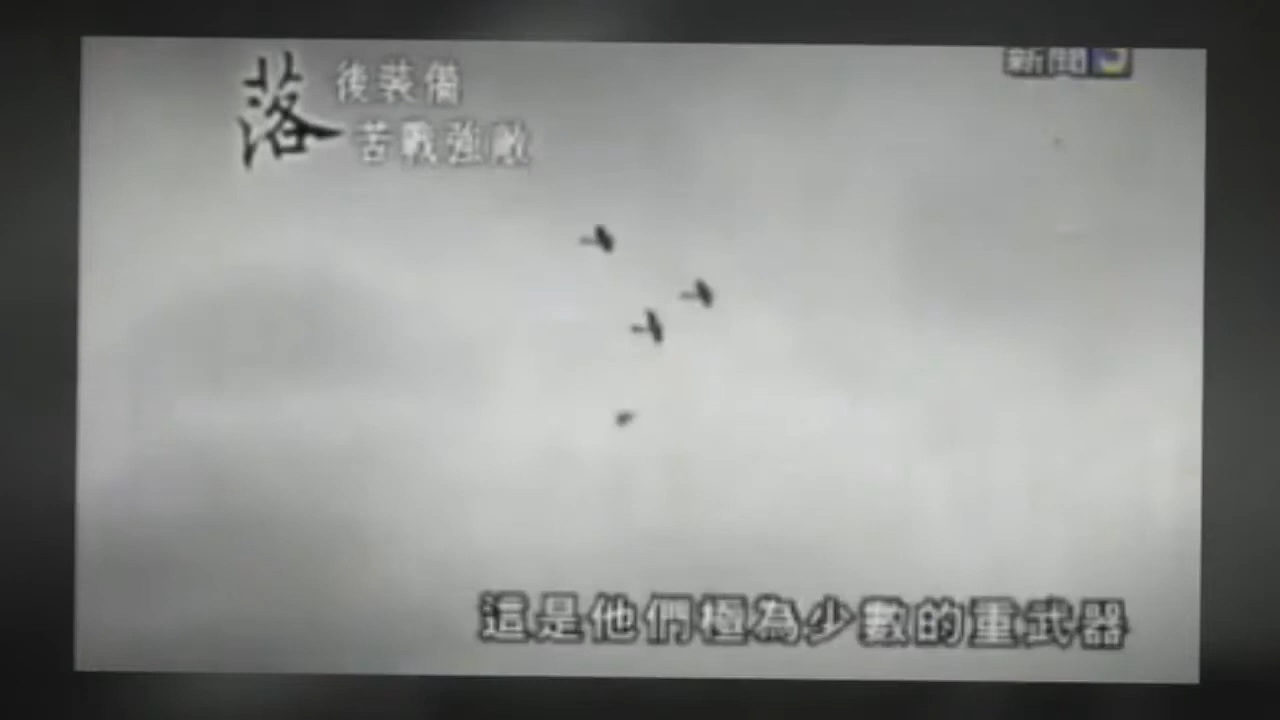 落後裝備
苦戰強敵
新聞
這是他們極為少數的重武器